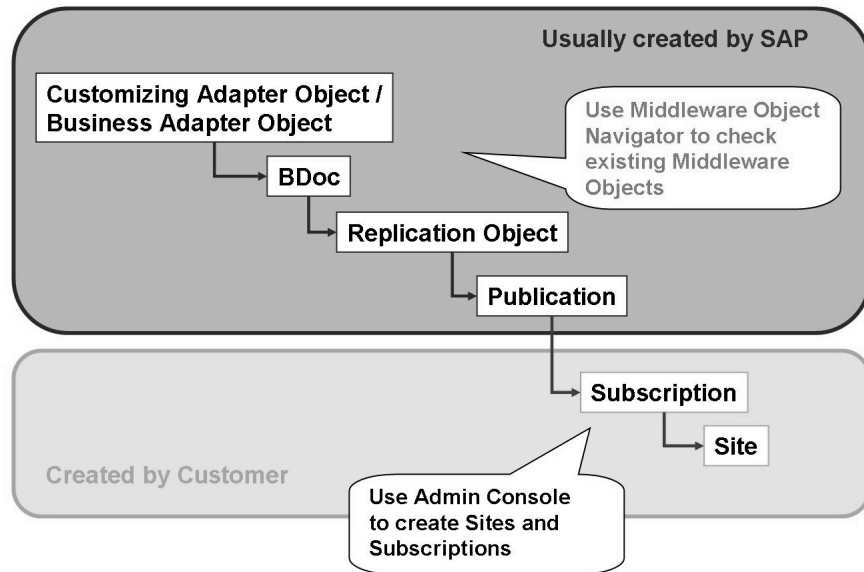 Usually created by SAP
Customizing Adapter Object /
Business Adapter Object
Use Middleware Object
Navigator to check
existing Middleware
Objects
BDoc
Replication Object
Publication
Subscription
Site
Created by Customer
Use Admin Console
to create Sites and
Subscriptions